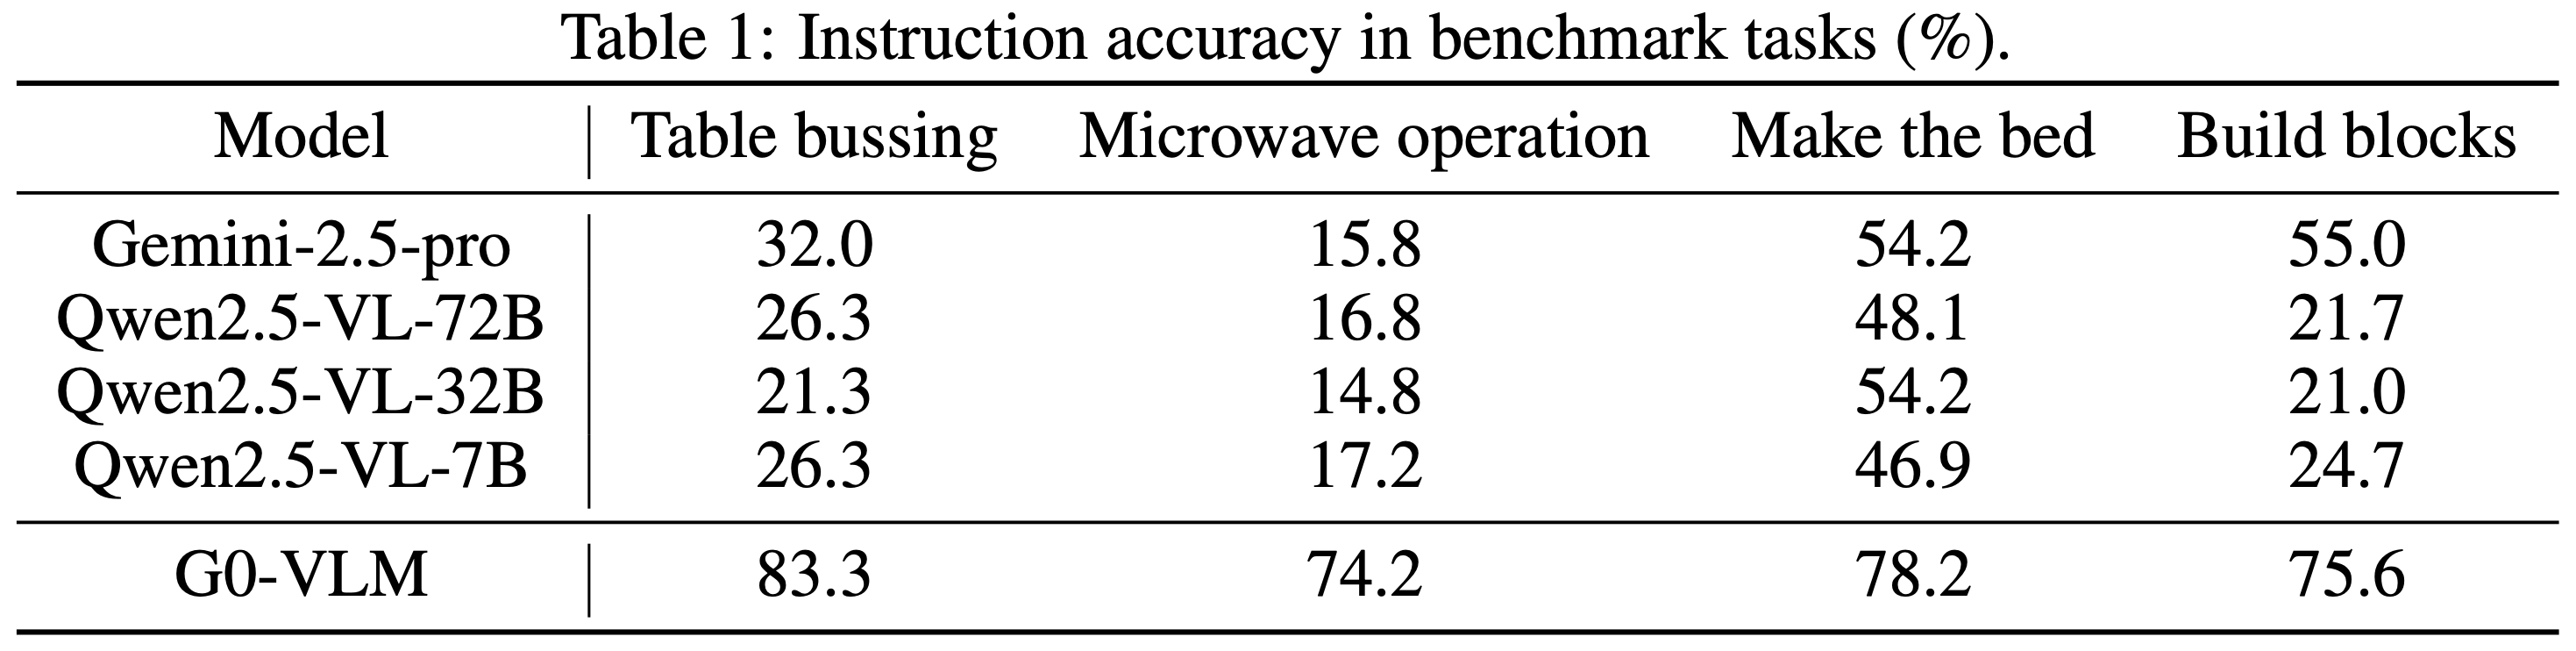 Table 1: Instruction accuracy in benchmark tasks (%).
Model Table bussing Microwave operation Make the bed Build blocks
Gemini-2.5-pro 32.0 15.8 54.2 55.0
Qwen2.5-VL-72B 26.3 16.8 48.1 21.7
Qwen2.5-VL-32B 21.3 14.8 54.2 21.0
Qwen2.5-VL-7B 26.3 17.2 46.9 24.7
G0-VLM 83.3 74.2 78.2 75.6